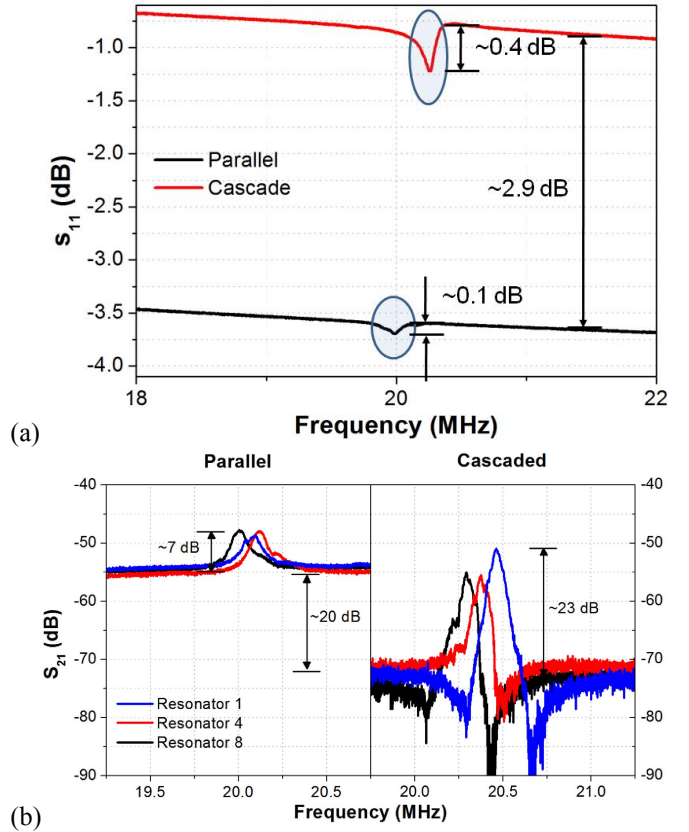 -1.0
-1.5
-2.0
-2.5
-3.0
-3.5
-4.0
s11 (dB)
~0.4 dB
Parallel
Cascade
~2.9 dB
~0.1 dB
18
20
22
Frequency (MHz)
(a)
Parallel
Cascaded
-40
-50
-60
-70
-80
-90
S21 (dB)
~7 dB
~20 dB
Resonator 1
Resonator 4
Resonator 8
~23 dB
-40
-50
-60
-70
-80
-90
19.5
20.0
20.5
20.0
20.5
21.0
Frequency (MHz)
(b)